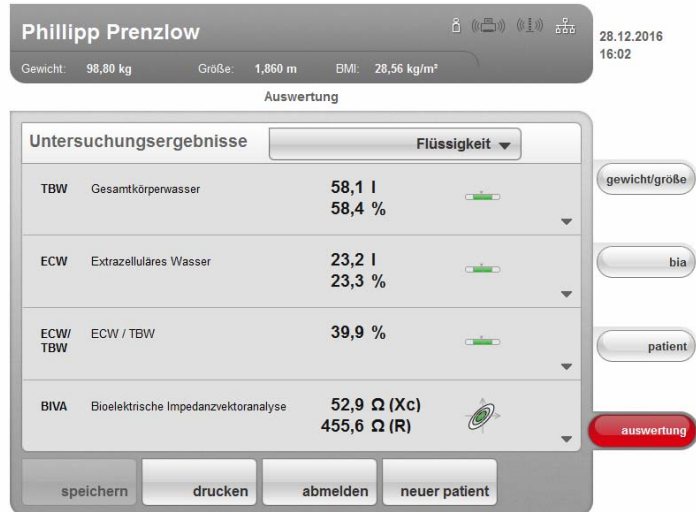 Phillipp Prenzlow
Gewicht: 98,80 kg Größe: 1,860 m BMI: 28,56 kg/m²
28.12.2016
16:02
Auswertung
Untersuchungsergebnisse
Flüssigkeit
TBW Gesamtkörperwasser 58,1 l
58,4 %
ECW Extrazelluläres Wasser 23,2 l
23,3 %
ECW/
TBW
ECW / TBW 39,9 %
BIVA Bioelektrische Impedanzvektoranalyse 52,9 Ω (Xc)
455,6 Ω (R)
gewicht/größe
bia
patient
auswertung
speichern drucken abmelden neuer patient